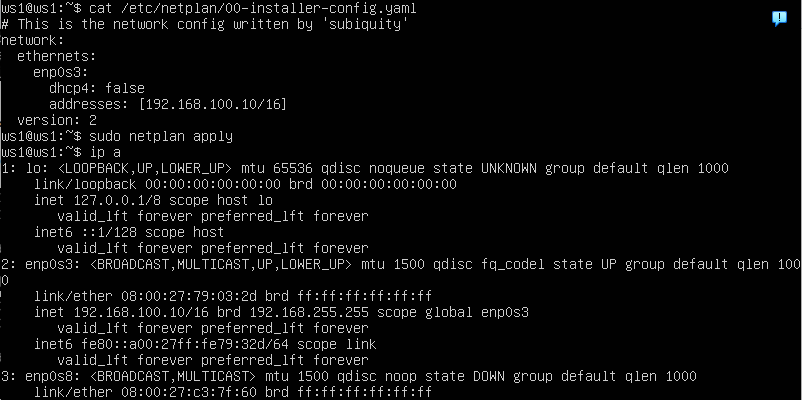 ws1@ws1:~$ cat /etc/netplan/00-installer-config.yaml
# This is the network config written by 'subiquity'
network:
  ethernets:
    enp0s3:
      dhcp4: false
      addresses: [192.168.100.10/16]
  version: 2
ws1@ws1:~$ sudo netplan apply
ws1@ws1:~$ ip a
1: lo: <LOOPBACK,UP,LOWER_UP> mtu 65536 qdisc noqueue state UNKNOWN group default qlen 1000
    link/loopback 00:00:00:00:00:00 brd 00:00:00:00:00:00
    inet 127.0.0.1/8 scope host lo
       valid_lft forever preferred_lft forever
    inet6 ::1/128 scope host
       valid_lft forever preferred_lft forever
2: enp0s3: <BROADCAST,MULTICAST,UP,LOWER_UP> mtu 1500 qdisc fq_codel state UP group default qlen 100
0
    link/ether 08:00:27:79:03:2d brd ff:ff:ff:ff:ff:ff
    inet 192.168.100.10/16 brd 192.168.255.255 scope global enp0s3
       valid_lft forever preferred_lft forever
    inet6 fe80::a00:27ff:fe79:32d/64 scope link
       valid_lft forever preferred_lft forever
3: enp0s8: <BROADCAST,MULTICAST> mtu 1500 qdisc noop state DOWN group default qlen 1000
    link/ether 08:00:27:c3:7f:60 brd ff:ff:ff:ff:ff:ff